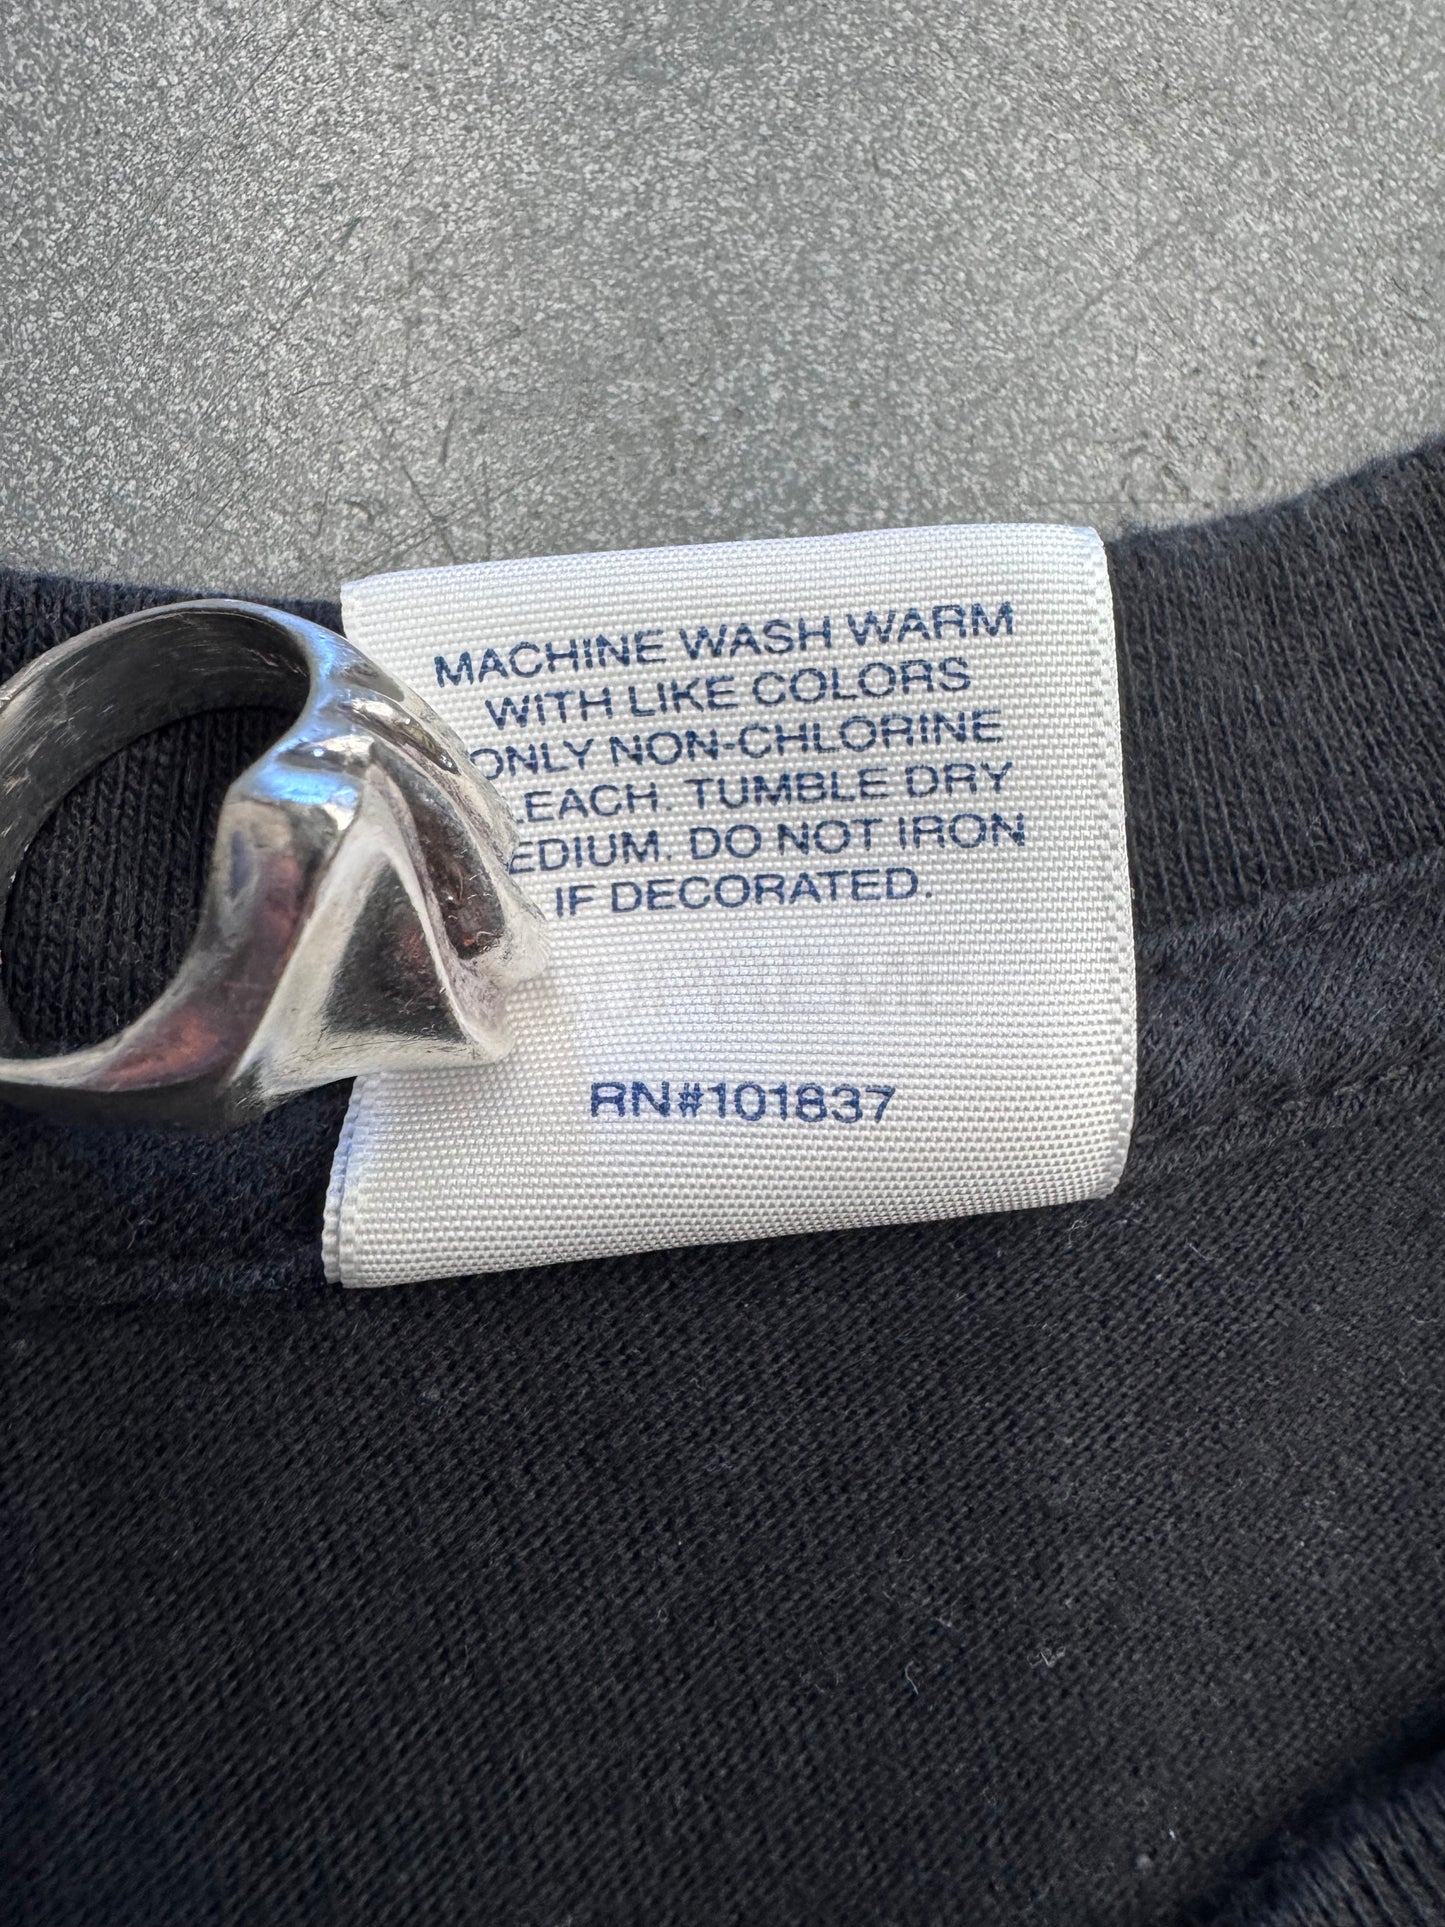 MACHINE WASH WARM
WITH LIKE COLORS
ONLY NON-CHLORINE
LEACH. TUMBLE DRY
EDIUM. DO NOT IRON
IF DECORATED.
RN#101837